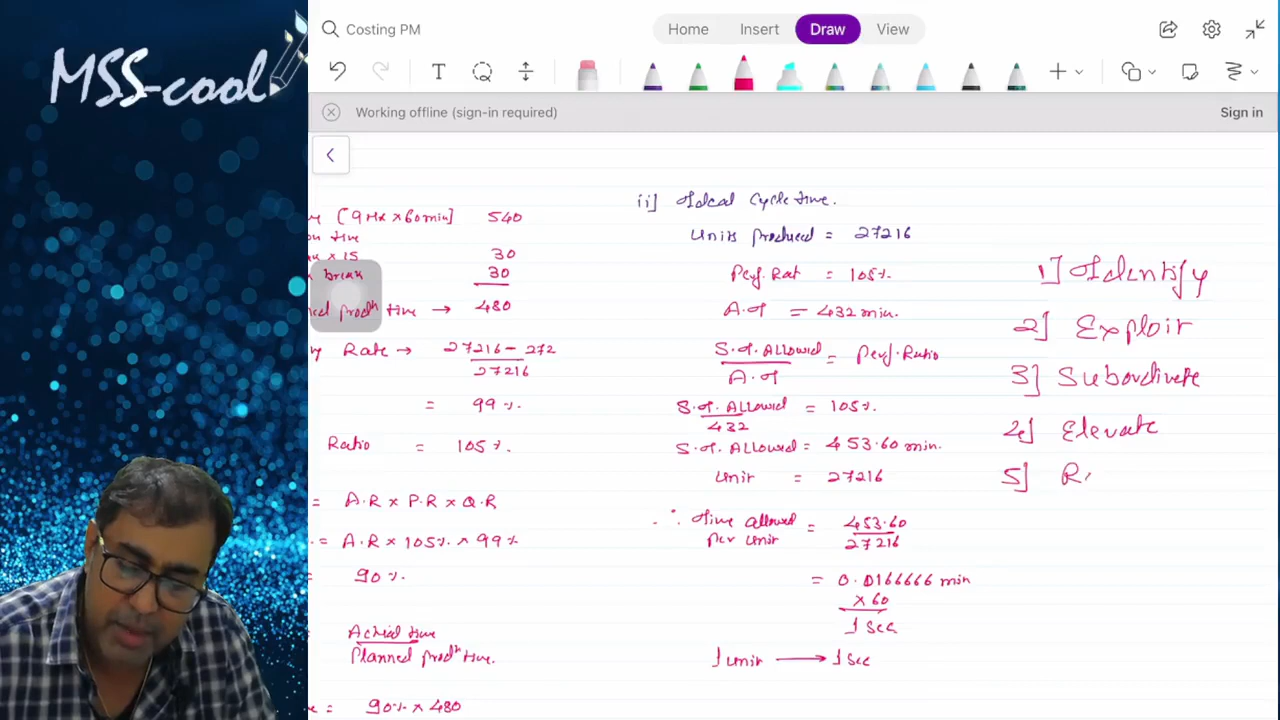 MSS-cool
Costing PM
Home Insert Draw View
Working offline (sign-in required)
Sign in
[9 Hr x 60 min] 540
x 15 30
break 30
time → 480
Rate → 27216 - 272
27216
= 99%.
Ratio = 105%.
= A.R x P.R x Q.R
= A.R x 105% x 99%
= 90%.
Actual time
Planned prodn time.
= 90% x 480
ii] Ideal Cycle time.
Units produced = 27216
Perf. Rat = 105%.
A.T = 432 min.
S.T. Allowed = Perf. Ratio
A.T
S.T. Allowed = 105%.
432
S.T. Allowed = 453.60 min.
Unit = 27216
∴ Time allowed = 453.60
per unit 27216
= 0.0166666 min
x 60
1 Sec
1 unit → 1 Sec
1] Identify
2] Exploit
3] Subordinate
4] Elevate
5] R